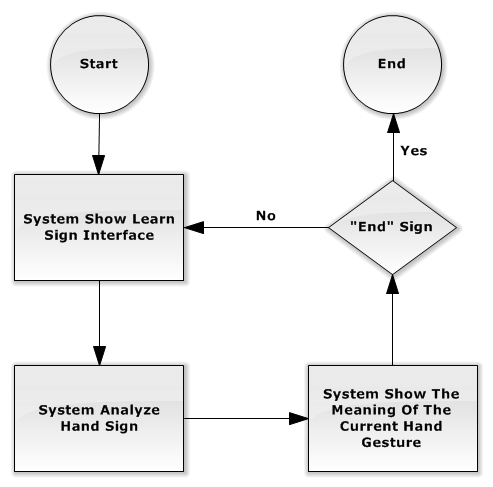 Start
End
Yes
System Show Learn
Sign Interface
No
"End" Sign
System Analyze
Hand Sign
System Show The
Meaning Of The
Current Hand
Gesture